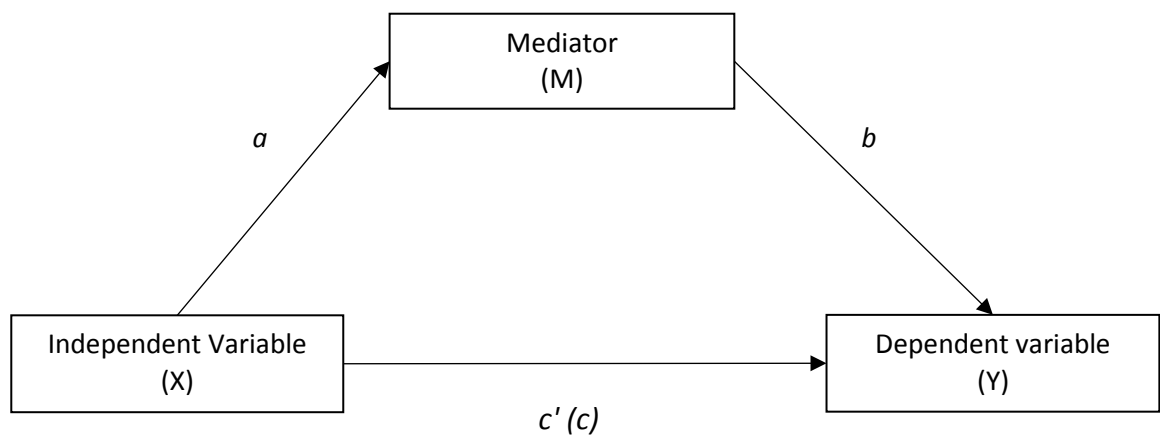 Mediator
(M)
a
b
Independent Variable
(X)
Dependent variable
(Y)
c' (c)